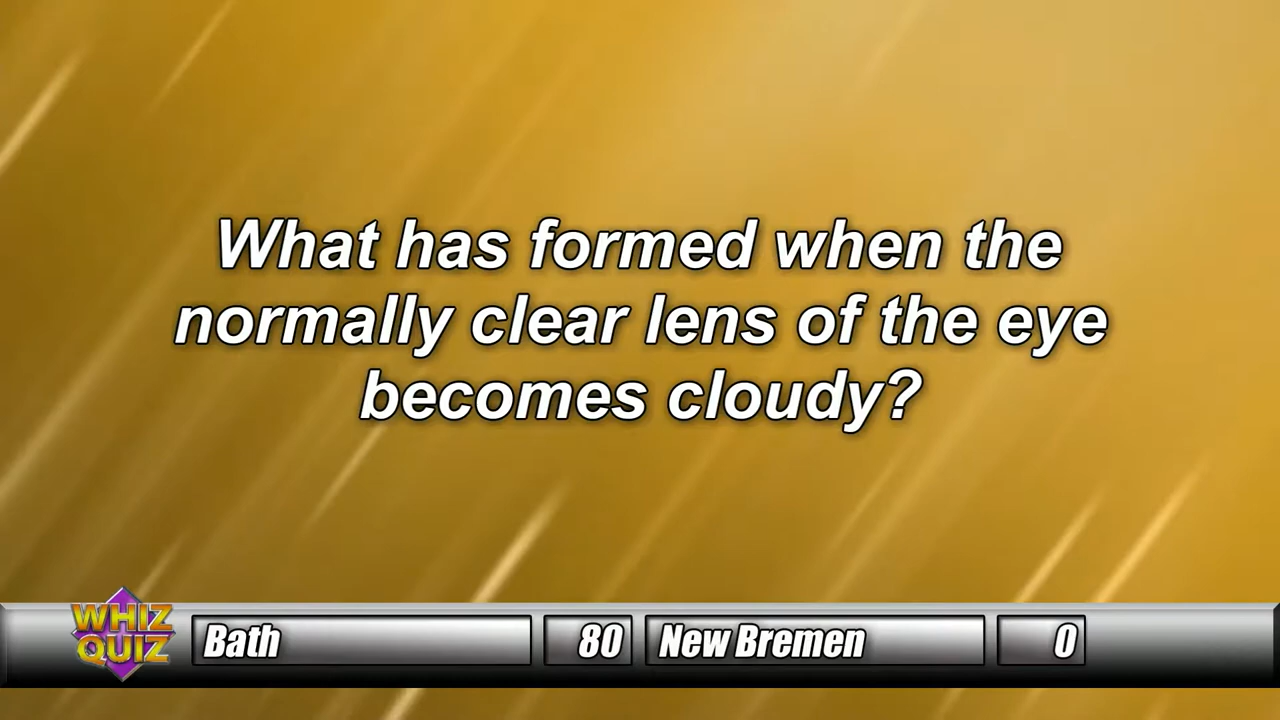 What has formed when the
normally clear lens of the eye
becomes cloudy?
WHIZ
QUIZ
Bath 80 New Bremen 0